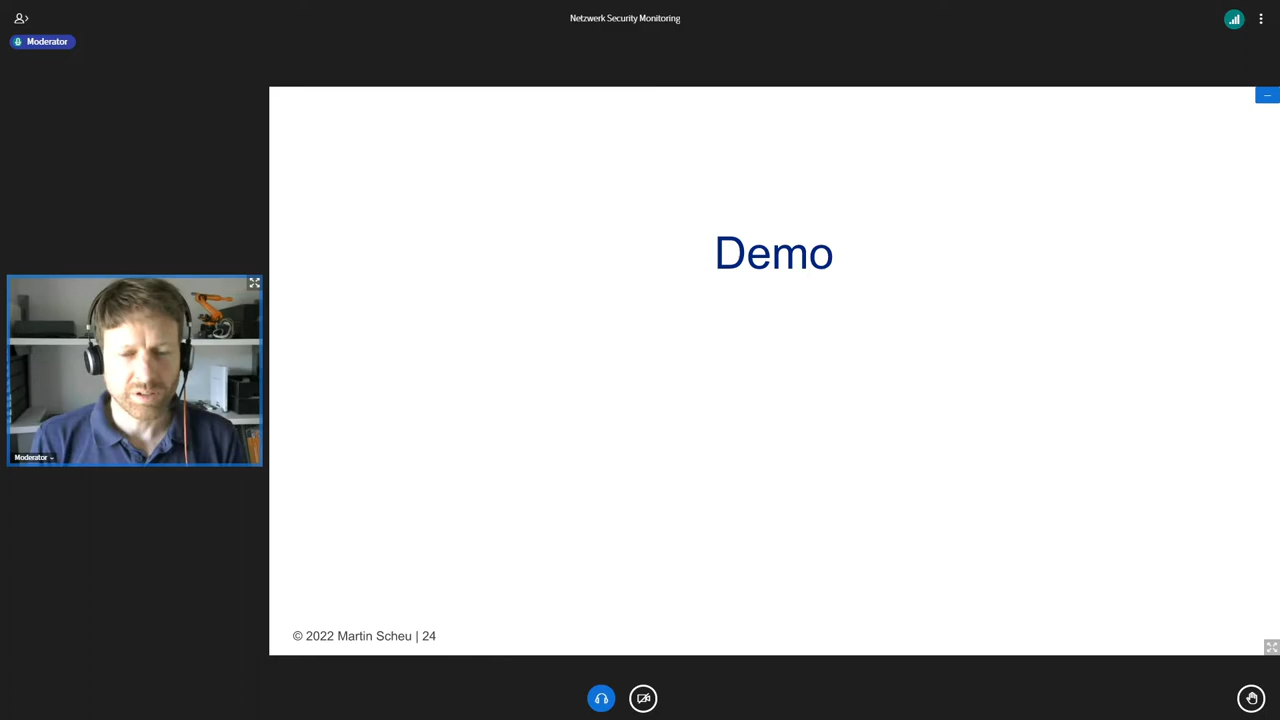 Netzwerk Security Monitoring
Moderator
Demo
Moderator
© 2022 Martin Scheu | 24